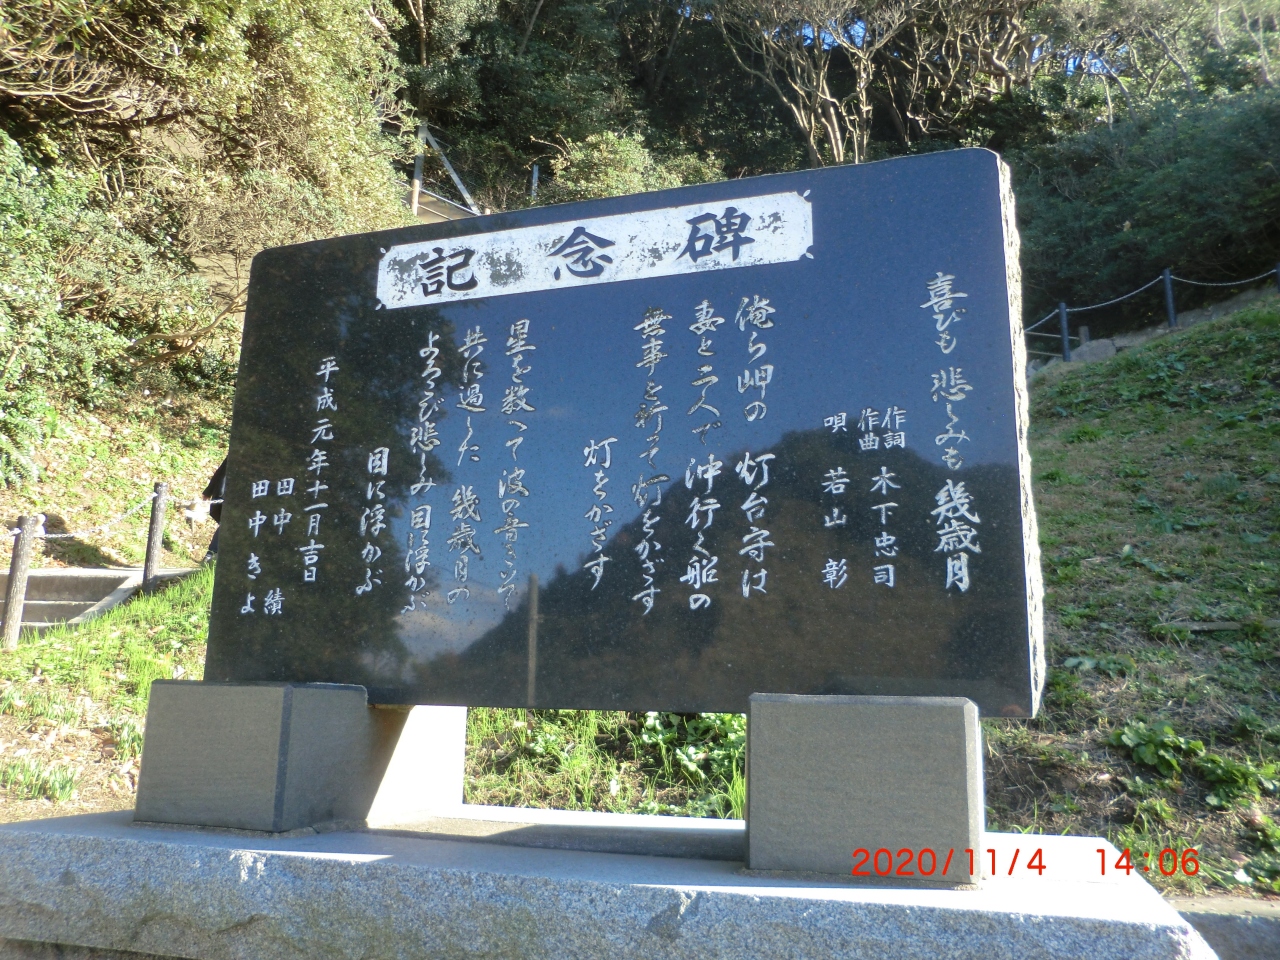 記念碑
喜びも 悲しみも 幾歳月
作詞
作曲 木下忠司
唄 若山 彰
俺ら岬の 灯台守は
妻と二人で 沖行く船の
無事を祈って 灯をかざす
灯をかざす
星を数へて 波の音きいて
共に過した 幾歳月の
よろこび悲しみ 目に浮かぶ
目に浮かぶ
平成元年十一月吉日
田中 績
田中きよ
2020/11/4 14:06